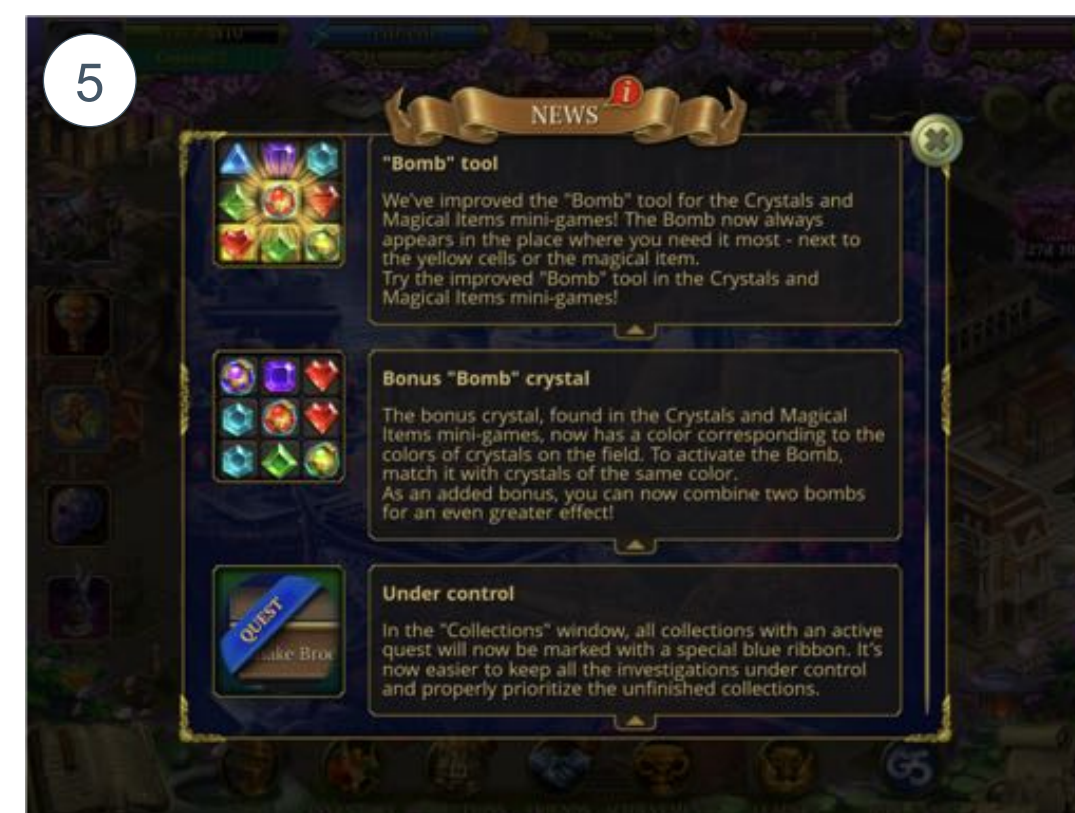 5
NEWS
"Bomb" tool
We've improved the "Bomb" tool for the Crystals and
Magical Items mini-games! The Bomb now always
appears in the place where you need it most - next to
the yellow cells or the magical item.
Try the improved "Bomb" tool in the Crystals and
Magical Items mini-games!
Bonus "Bomb" crystal
The bonus crystal, found in the Crystals and Magical
Items mini-games, now has a color corresponding to the
colors of crystals on the field. To activate the Bomb,
match it with crystals of the same color.
As an added bonus, you can now combine two bombs
for an even greater effect!
QUEST
ake Broo
Under control
In the "Collections" window, all collections with an active
quest will now be marked with a special blue ribbon. It's
now easier to keep all the investigations under control
and properly prioritize the unfinished collections.
G5